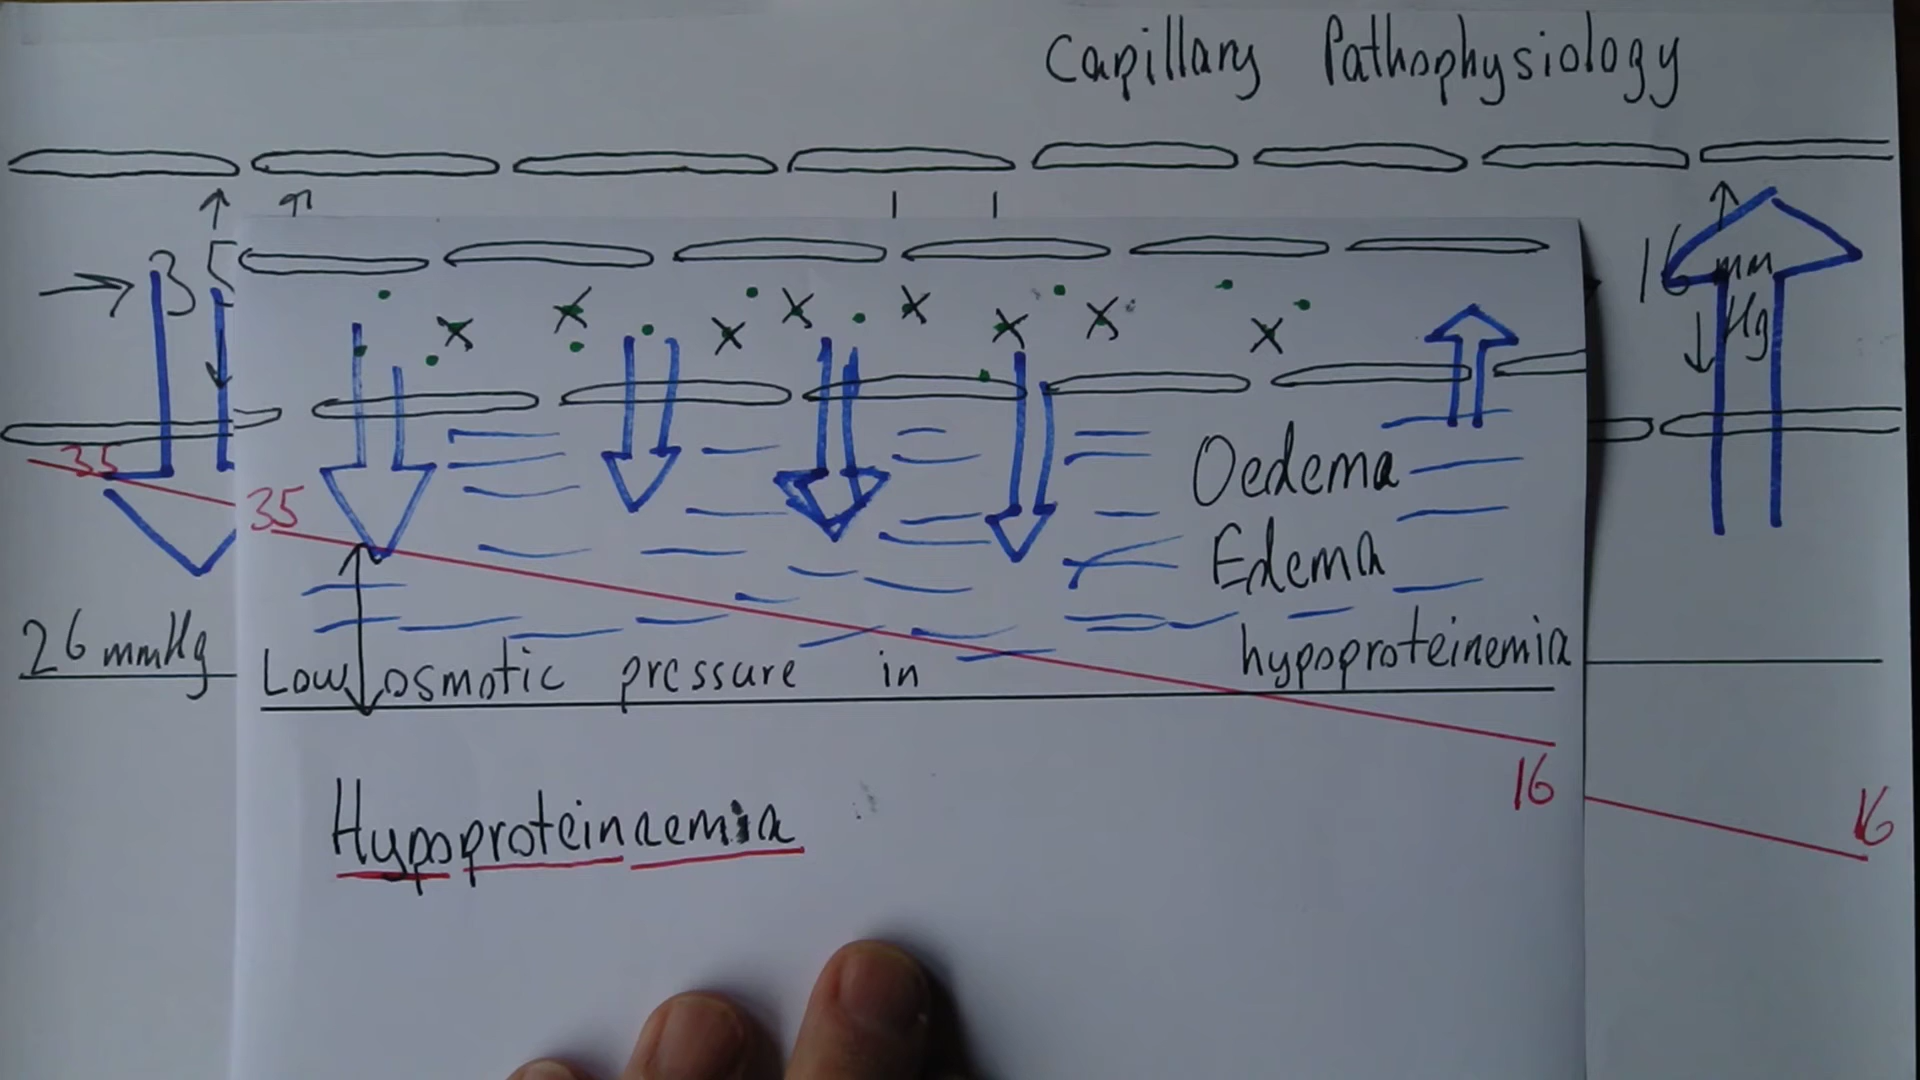 Capillary Pathophysiology
35
16 mm
Hg
35
35
Oedema
Edema
26 mmHg
Low osmotic pressure in hypoproteinemia
16
16
Hypoproteinaemia